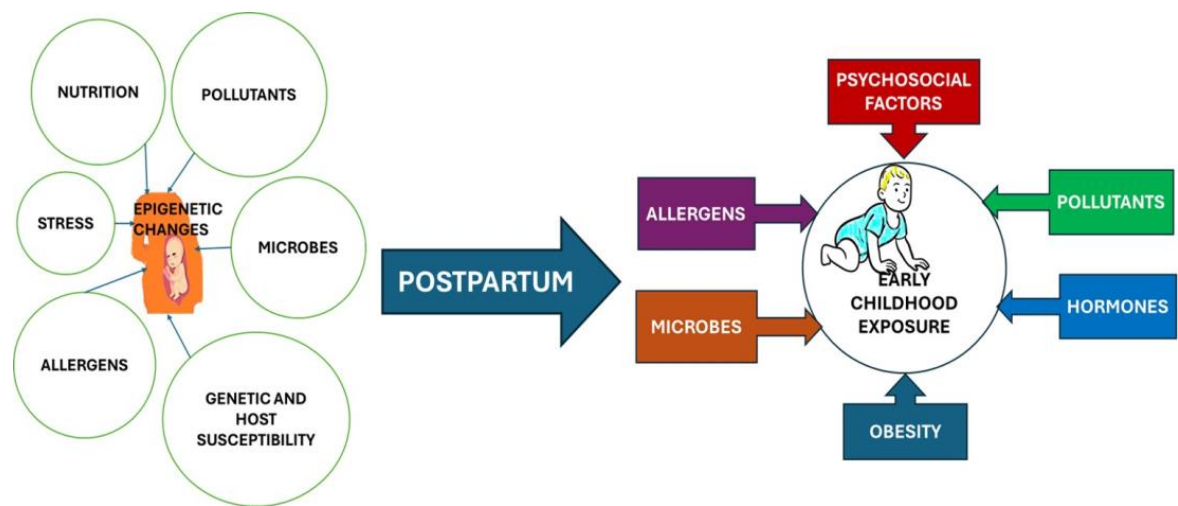 NUTRITION
POLLUTANTS
STRESS
EPIGENETIC
CHANGES
MICROBES
ALLERGENS
GENETIC AND
HOST
SUSCEPTIBILITY
POSTPARTUM
PSYCHOSOCIAL
FACTORS
ALLERGENS
POLLUTANTS
MICROBES
HORMONES
EARLY
CHILDHOOD
EXPOSURE
OBESITY